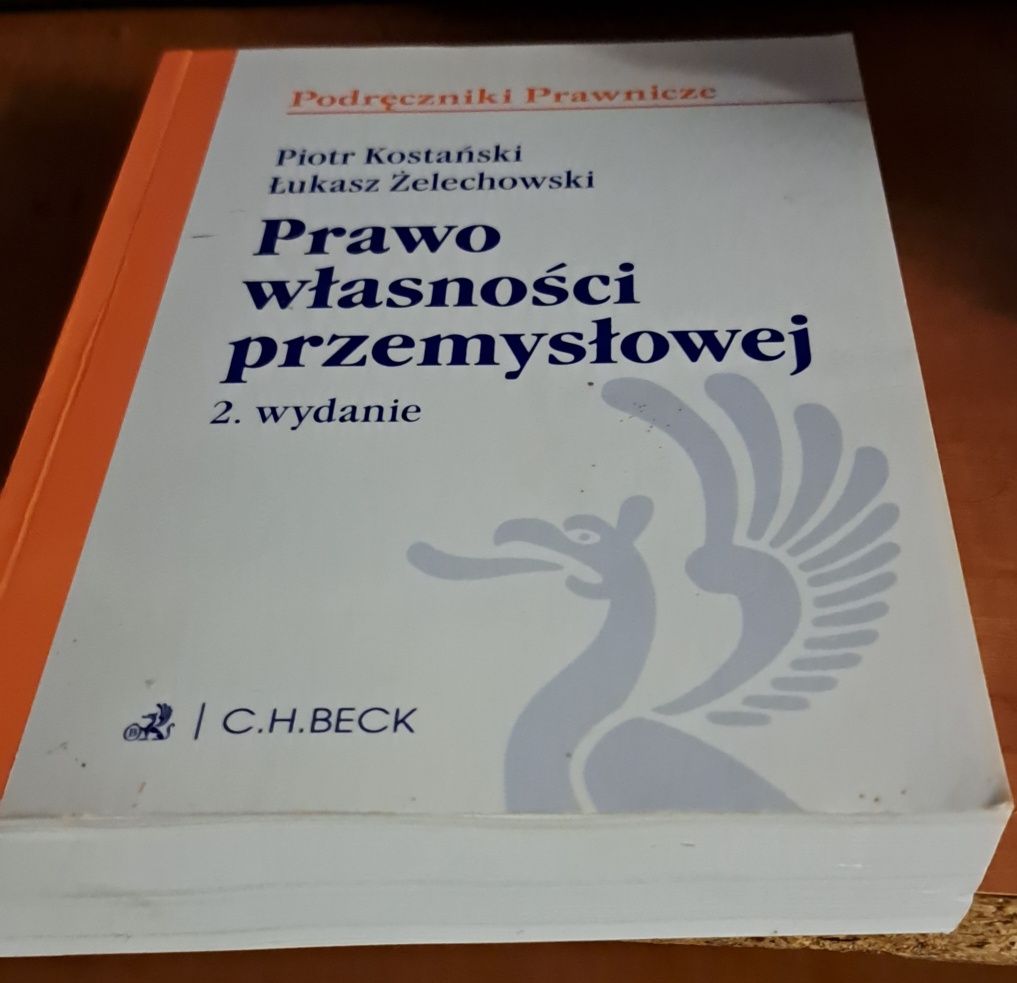 Podręczniki Prawnicze
Piotr Kostański
Łukasz Żelechowski
Prawo
własności
przemysłowej
2. wydanie
| C.H.BECK